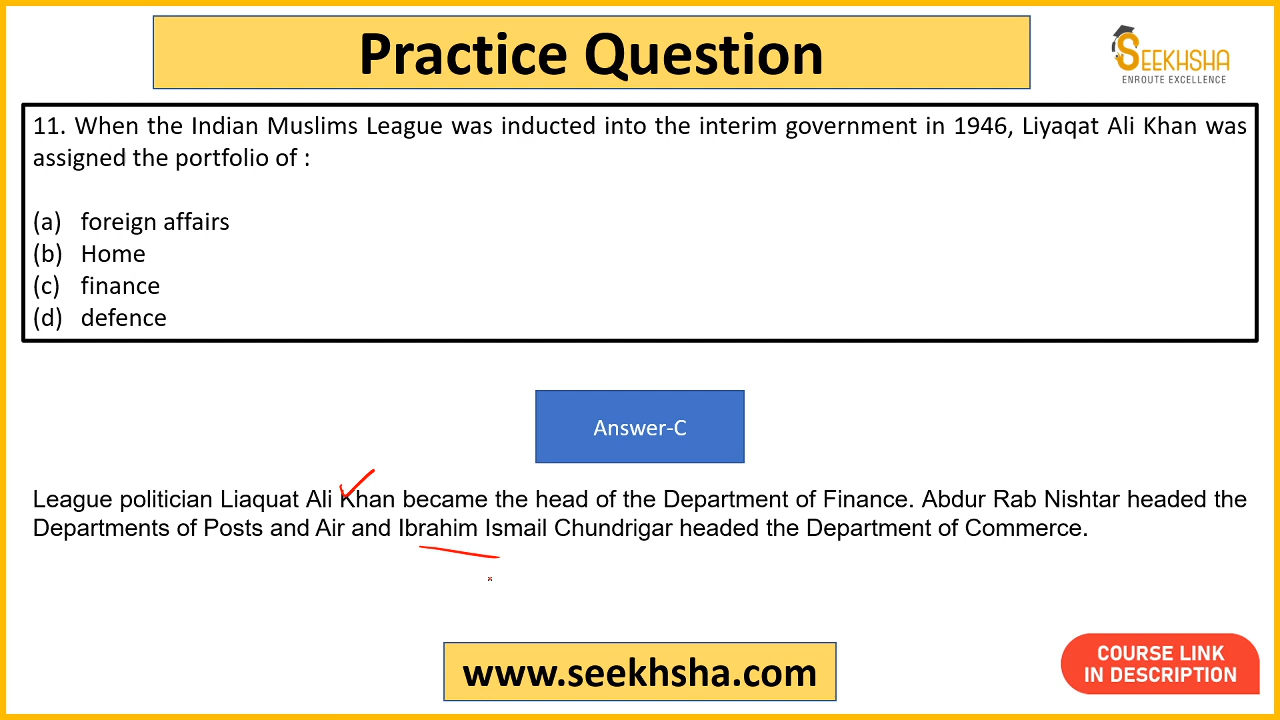 Practice Question
SEEKHSHA
ENROUTE EXCELLENCE
11. When the Indian Muslims League was inducted into the interim government in 1946, Liyaqat Ali Khan was
assigned the portfolio of :
(a) foreign affairs
(b) Home
(c) finance
(d) defence
Answer-C
League politician Liaquat Ali Khan became the head of the Department of Finance. Abdur Rab Nishtar headed the
Departments of Posts and Air and Ibrahim Ismail Chundrigar headed the Department of Commerce.
www.seekhsha.com
COURSE LINK
IN DESCRIPTION